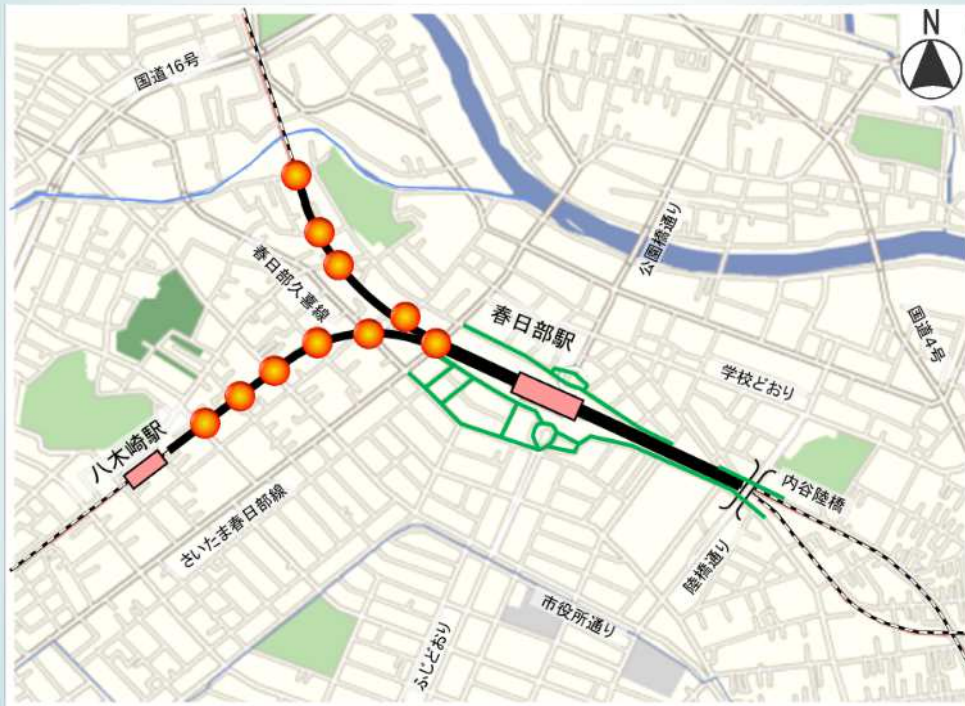 N
国道16号
公園橋通り
春日部久喜線
春日部駅
国道4号
学校どおり
八木崎駅
内谷陸橋
さいたま春日部線
陸橋通り
市役所通り
ふじどおり